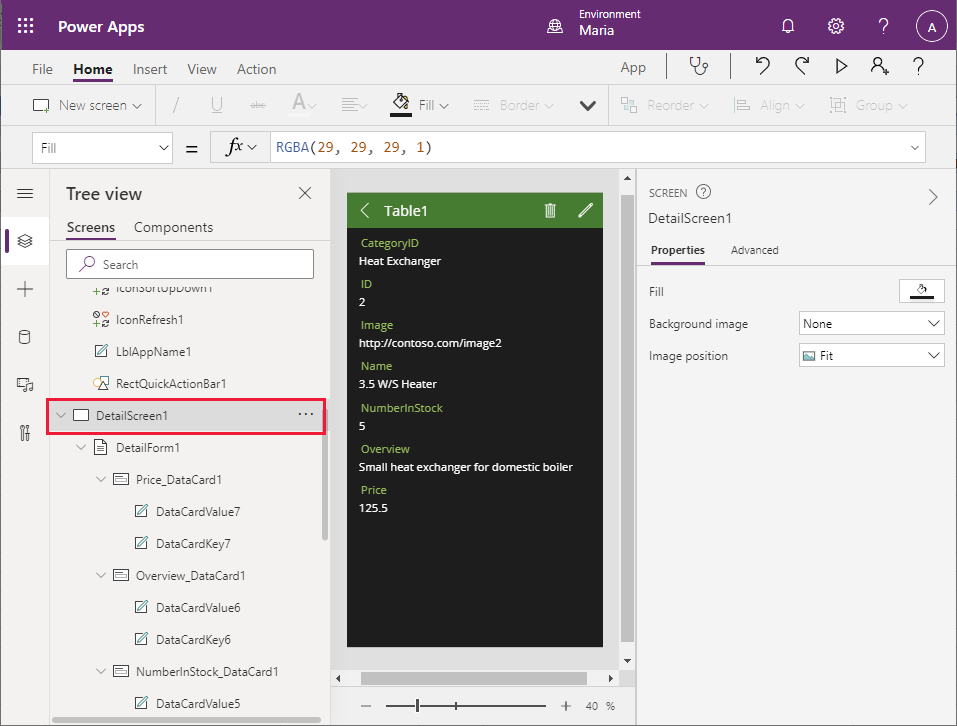 Power Apps
Environment
Maria
?
A
File Home Insert View Action App ?
New screen / U abc A Fill Border Reorder Align Group
Fill = fx RGBA(29, 29, 29, 1)
Tree view
Screens Components
Search
IconSortUpDown1
IconRefresh1
LblAppName1
RectQuickActionBar1
DetailScreen1 ...
DetailForm1
Price_DataCard1
DataCardValue7
DataCardKey7
Overview_DataCard1
DataCardValue6
DataCardKey6
NumberInStock_DataCard1
DataCardValue5
Table1
CategoryID
Heat Exchanger
ID
2
Image
http://contoso.com/image2
Name
3.5 W/S Heater
NumberInStock
5
Overview
Small heat exchanger for domestic boiler
Price
125.5
40 %
SCREEN ?
DetailScreen1
Properties Advanced
Fill
Background image None
Image position Fit